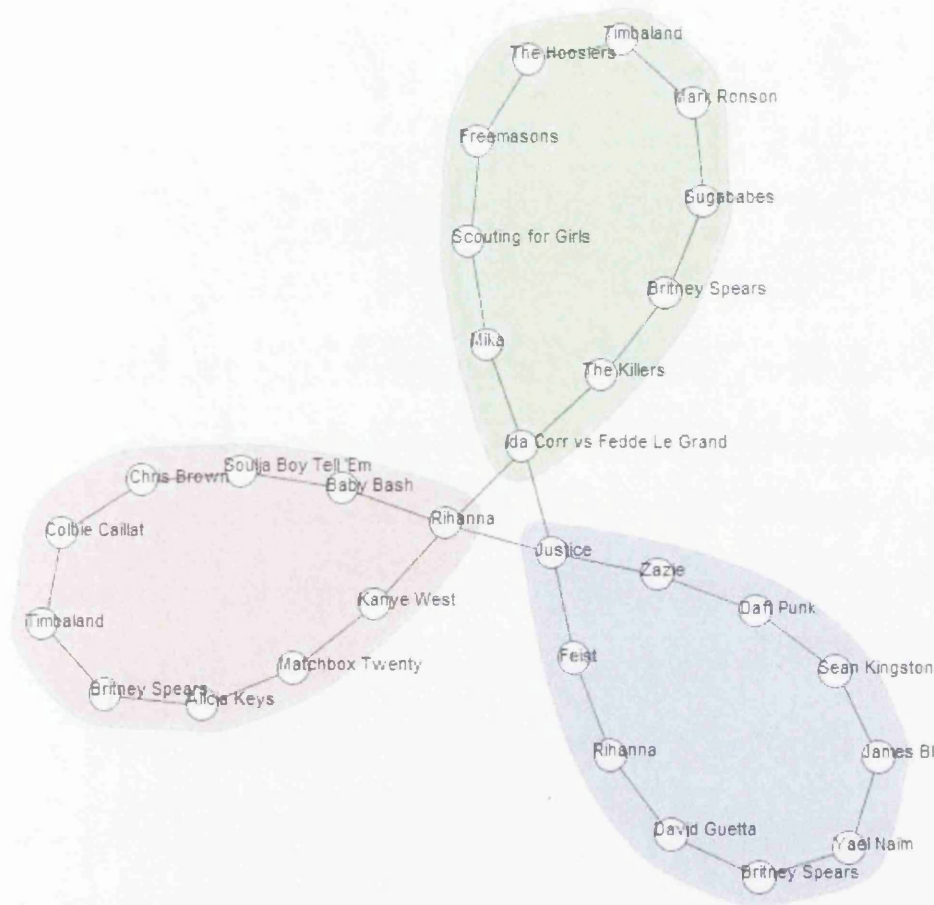 Timbaland
The Hoosiers
Mark Ronson
Freemasons
Sugababes
Scouting for Girls
Britney Spears
Mika
The Killers
Ida Corr vs Fedde Le Grand
Soulja Boy Tell'Em
Chris Brown
Baby Bash
Rihanna
Colbie Caillat
Justice
Zazie
Kanye West
Daft Punk
Timbaland
Feist
Matchbox Twenty
Sean Kingston
Britney Spears
Alicia Keys
Rihanna
James Bl
David Guetta
Yael Naim
Britney Spears